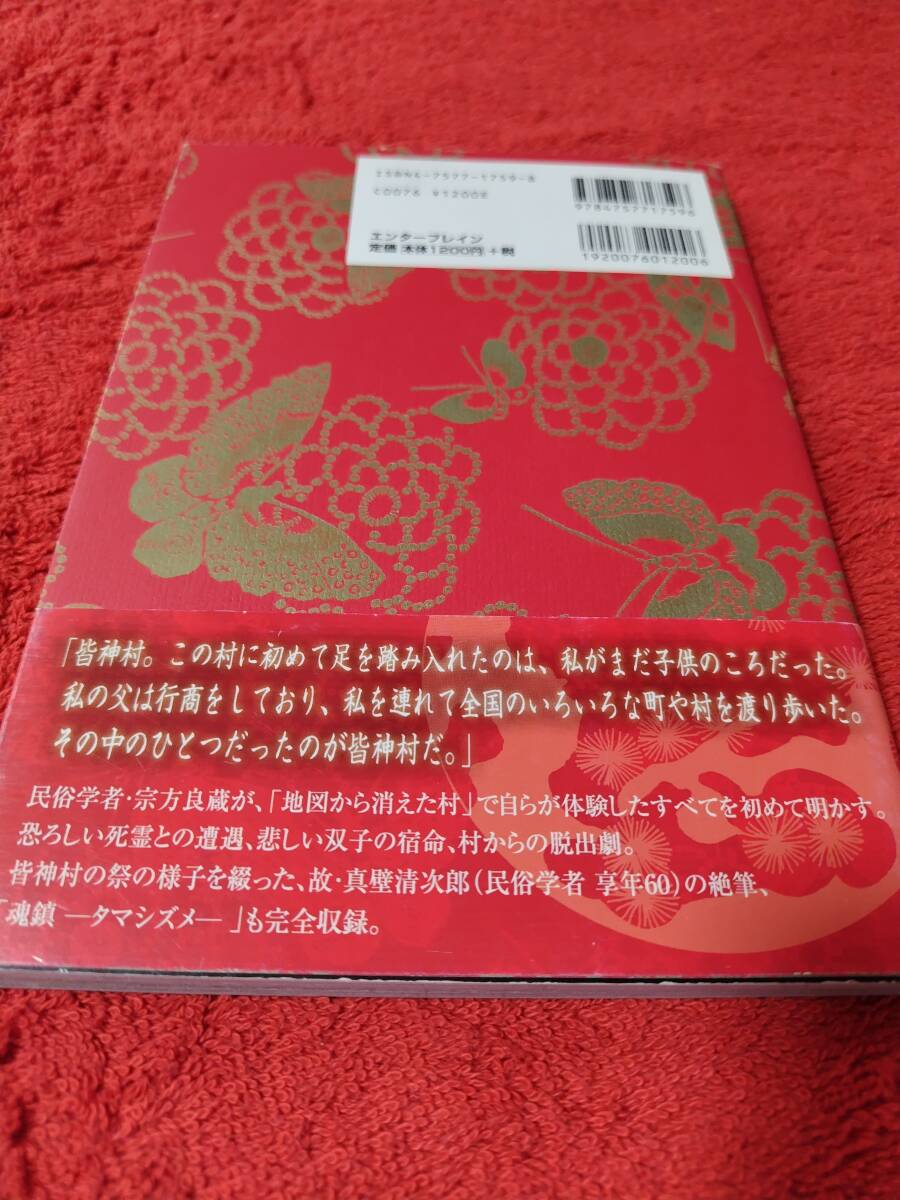 ISBN4-7577-1759-8
C0076 ¥1200E
エンターブレイン
定価 本体1200円+税
9784757717596
1920076012006
「皆神村。この村に初めて足を踏み入れたのは、私がまだ子供のころだった。
私の父は行商をしており、私を連れて全国のいろいろな町や村を渡り歩いた。
その中のひとつだったのが皆神村だ。」
民俗学者・宗方良蔵が、「地図から消えた村」で自らが体験したすべてを初めて明かす。
恐ろしい死霊との遭遇、悲しい双子の宿命、村からの脱出劇。
皆神村の祭の様子を綴った、故・真壁清次郎(民俗学者 享年60)の絶筆、
「魂鎮 ―タマシズメ― 」も完全収録。